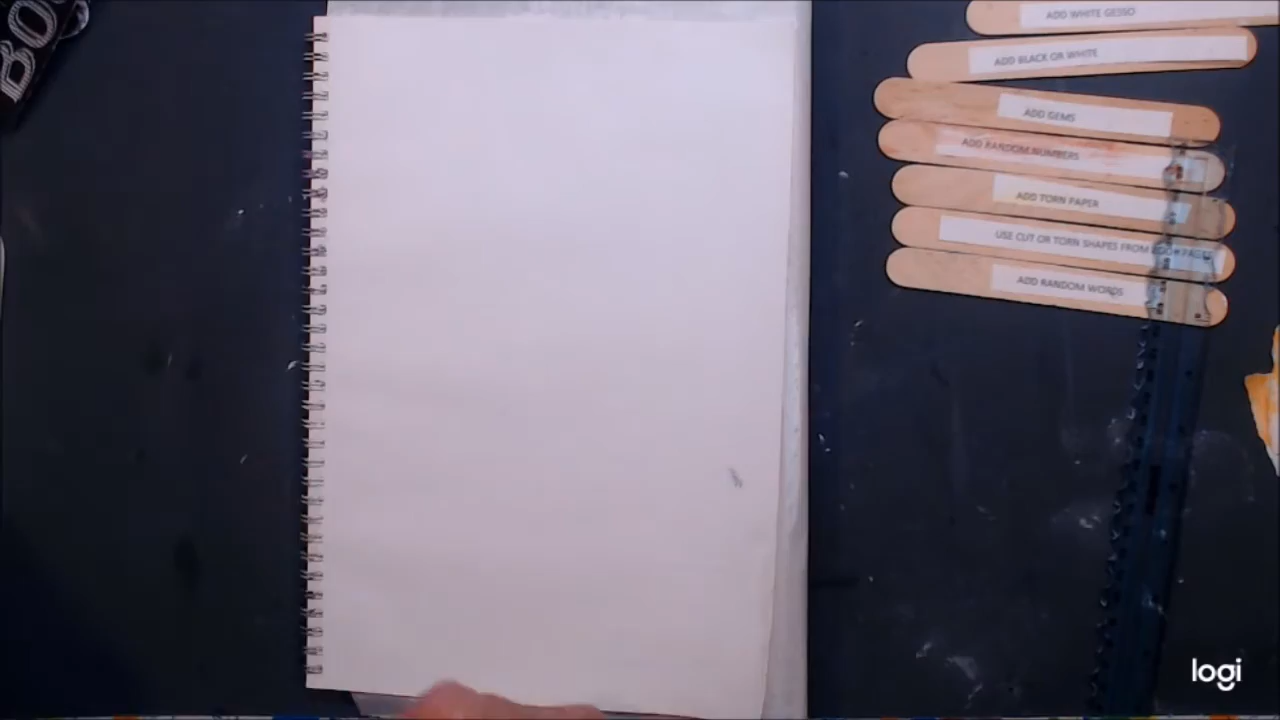 BO
ADD WHITE GESSO
ADD BLACK OR WHITE
ADD GEMS
ADD RANDOM NUMBERS
ADD TORN PAPER
USE CUT OR TORN SHAPES FROM
ADD RANDOM WORDS
logi